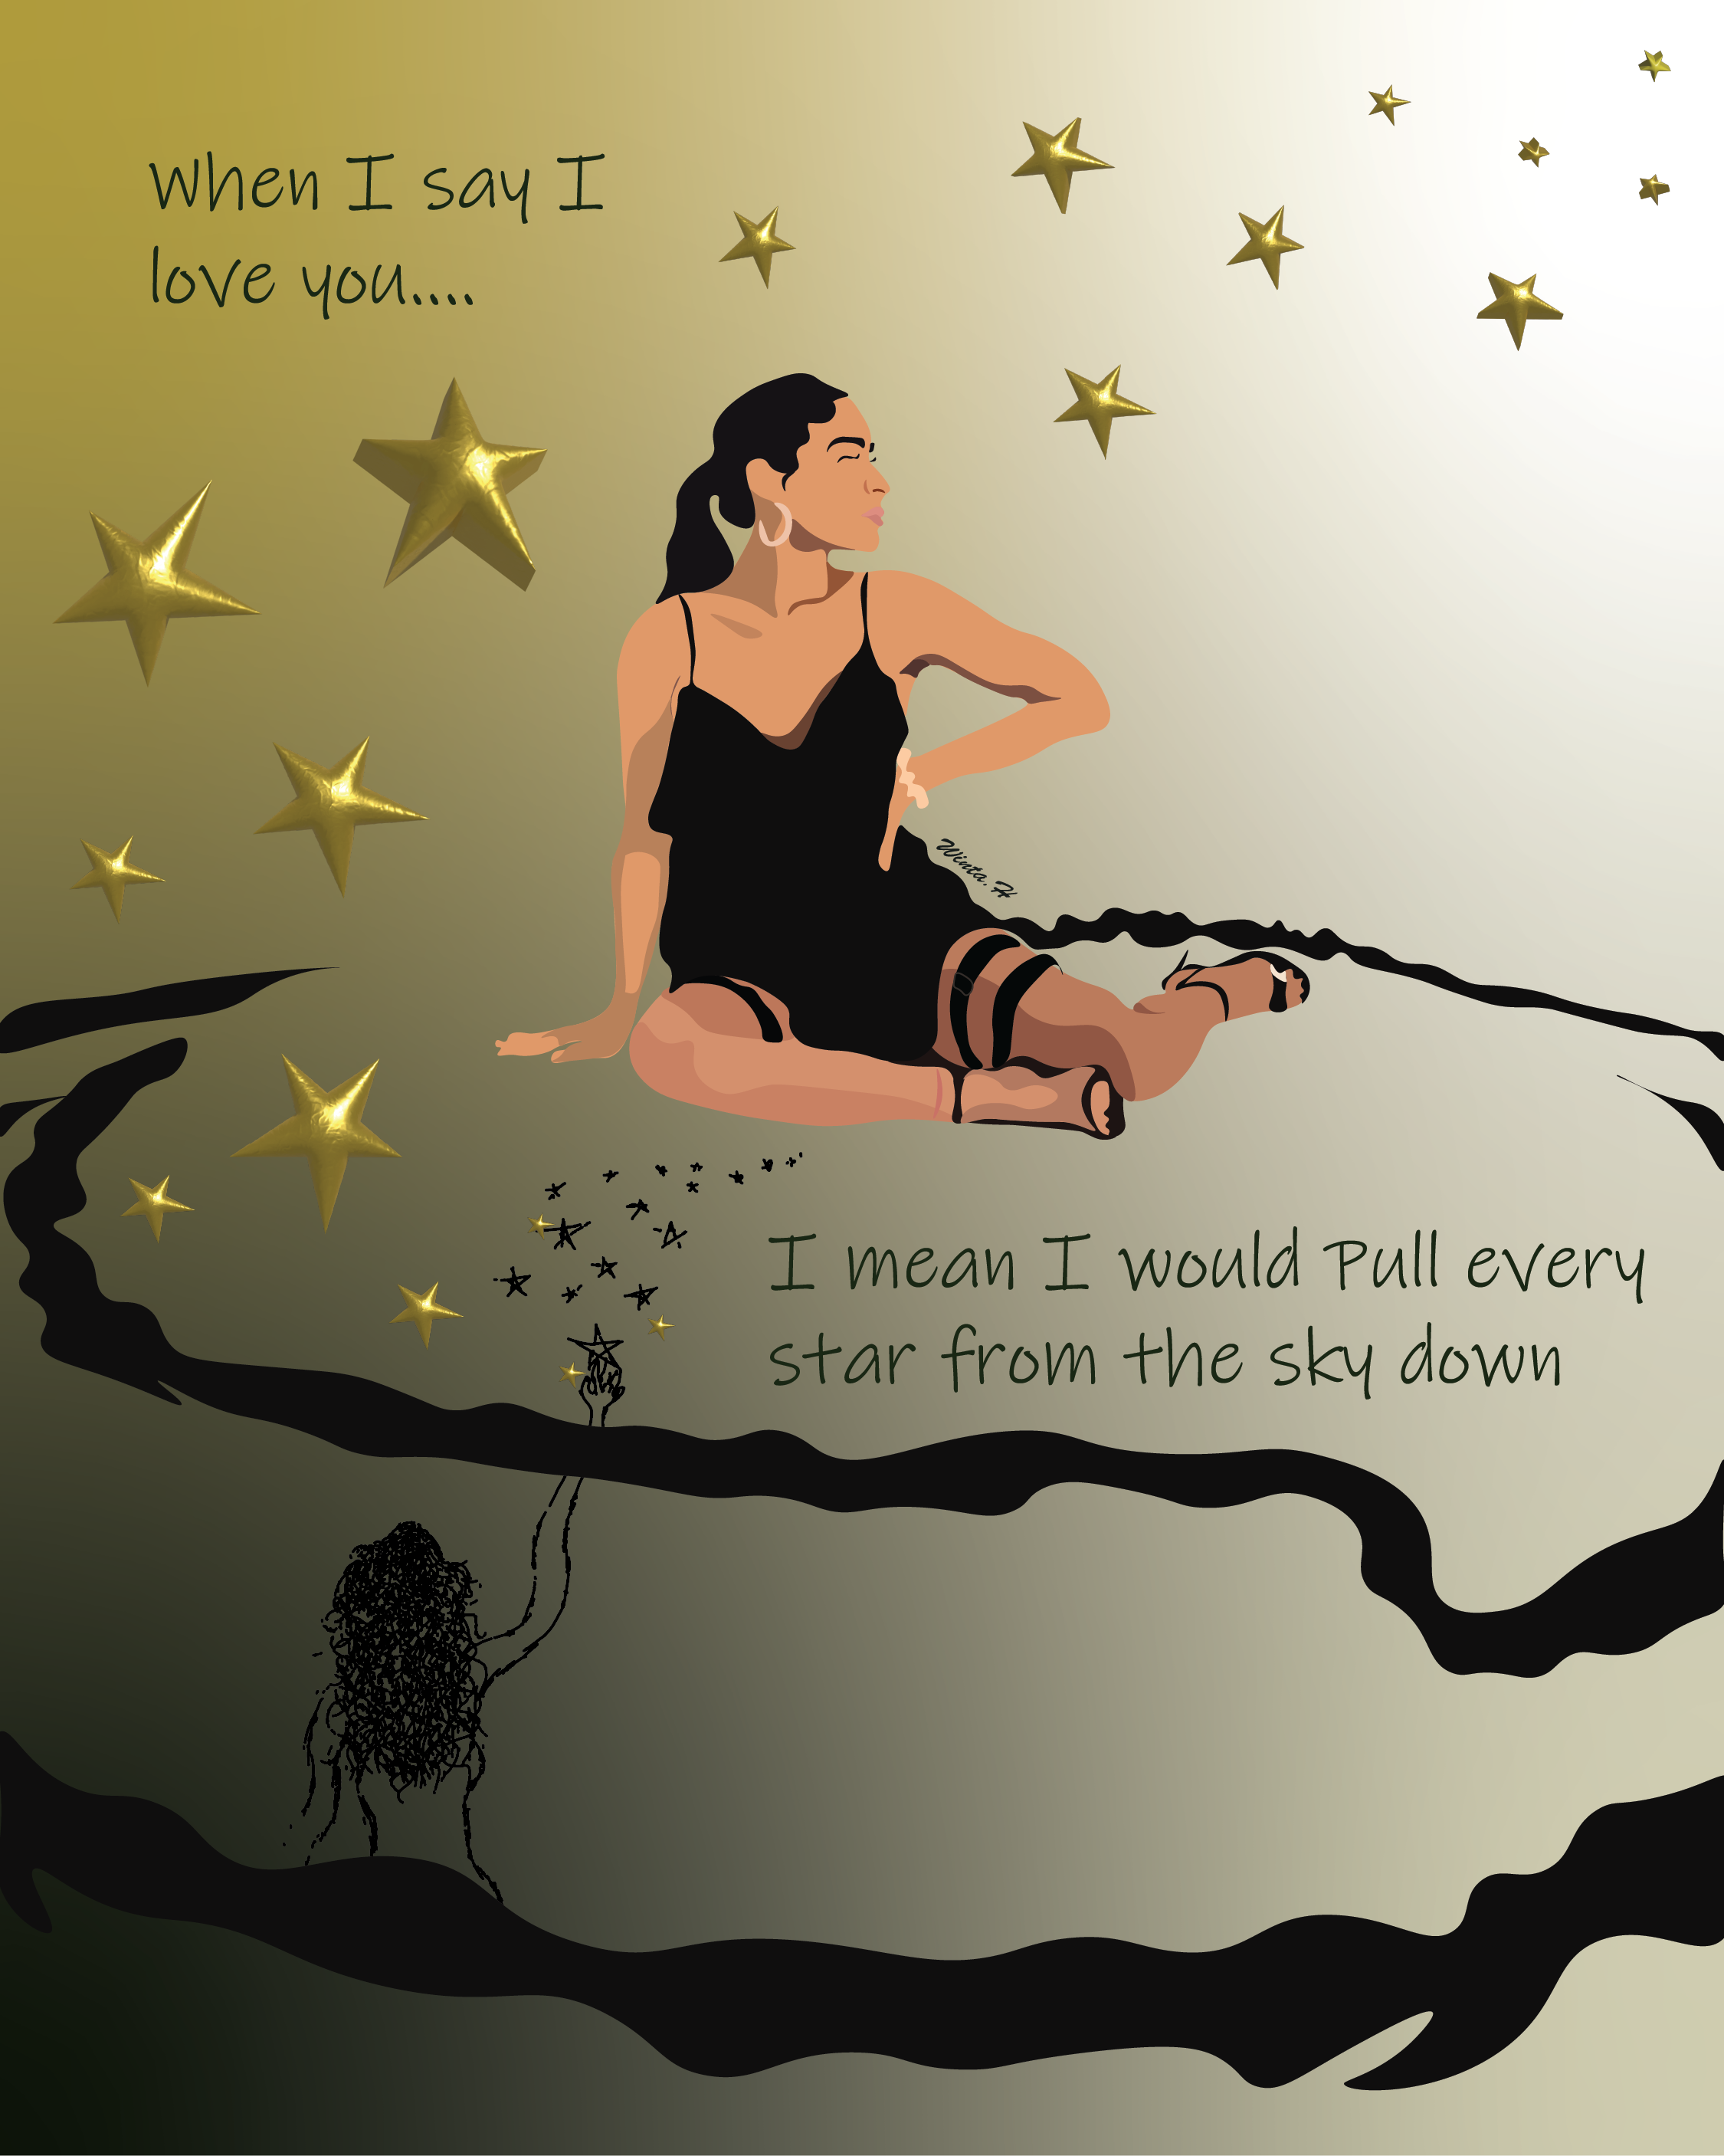 When I say I
love you....
Winta. H
I mean I would Pull every
star from the sky down